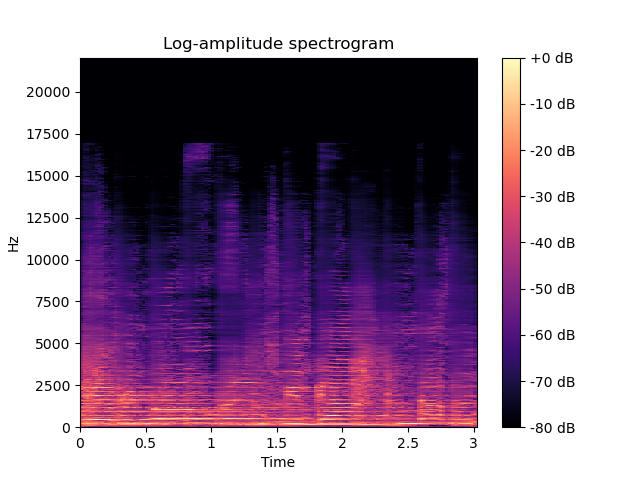 Log-amplitude spectrogram
Hz
20000
17500
15000
12500
10000
7500
5000
2500
0
0 0.5 1 1.5 2 2.5 3
Time
+0 dB
-10 dB
-20 dB
-30 dB
-40 dB
-50 dB
-60 dB
-70 dB
-80 dB